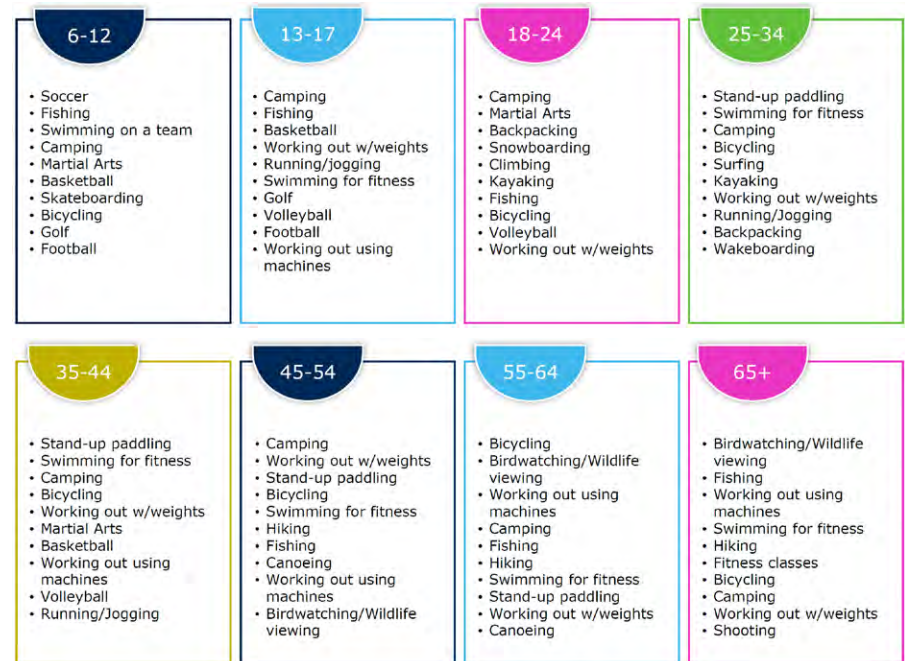 6-12
• Soccer
• Fishing
• Swimming on a team
• Camping
• Martial Arts
• Basketball
• Skateboarding
• Bicycling
• Golf
• Football
13-17
• Camping
• Fishing
• Basketball
• Working out w/weights
• Running/jogging
• Swimming for fitness
• Golf
• Volleyball
• Football
• Working out using
machines
18-24
• Camping
• Martial Arts
• Backpacking
• Snowboarding
• Climbing
• Kayaking
• Fishing
• Bicycling
• Volleyball
• Working out w/weights
25-34
• Stand-up paddling
• Swimming for fitness
• Camping
• Bicycling
• Surfing
• Kayaking
• Working out w/weights
• Running/Jogging
• Backpacking
• Wakeboarding
35-44
• Stand-up paddling
• Swimming for fitness
• Camping
• Bicycling
• Working out w/weights
• Martial Arts
• Basketball
• Working out using
machines
• Volleyball
• Running/Jogging
45-54
• Camping
• Working out w/weights
• Stand-up paddling
• Bicycling
• Swimming for fitness
• Hiking
• Fishing
• Canoeing
• Working out using
machines
• Birdwatching/Wildlife
viewing
55-64
• Bicycling
• Birdwatching/Wildlife
viewing
• Working out using
machines
• Camping
• Fishing
• Hiking
• Swimming for fitness
• Stand-up paddling
• Working out w/weights
• Canoeing
65+
• Birdwatching/Wildlife
viewing
• Fishing
• Working out using
machines
• Swimming for fitness
• Hiking
• Fitness classes
• Bicycling
• Camping
• Working out w/weights
• Shooting